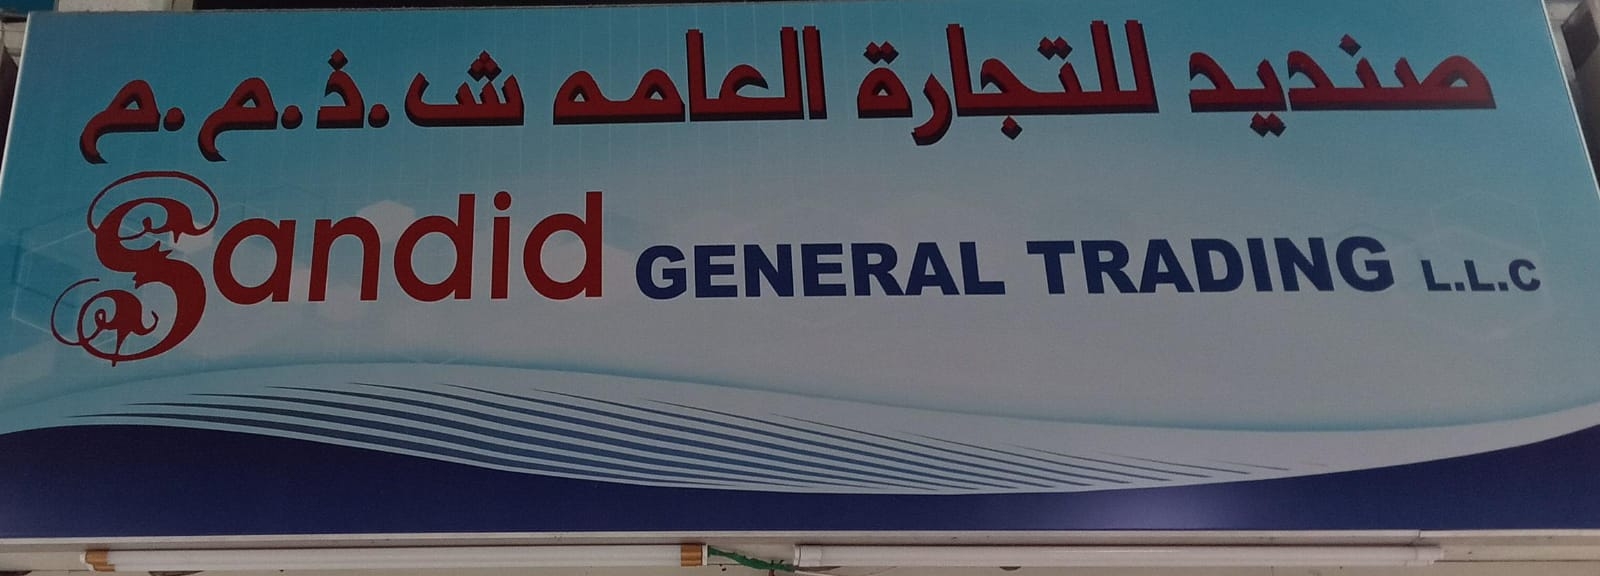 صنديد للتجارة العامه ش.ذ.م.م
Sandid GENERAL TRADING L.L.C